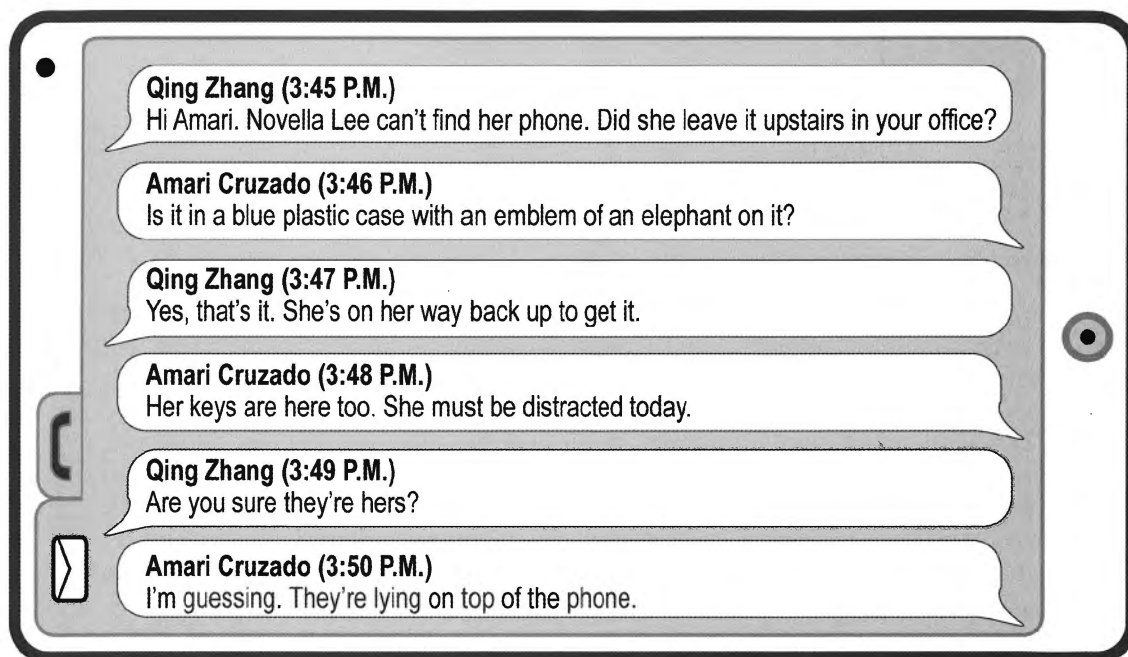 Qing Zhang (3:45 P.M.)
Hi Amari. Novella Lee can't find her phone. Did she leave it upstairs in your office?
Amari Cruzado (3:46 P.M.)
Is it in a blue plastic case with an emblem of an elephant on it?
Qing Zhang (3:47 P.M.)
Yes, that's it. She's on her way back up to get it.
Amari Cruzado (3:48 P.M.)
Her keys are here too. She must be distracted today.
Qing Zhang (3:49 P.M.)
Are you sure they're hers?
Amari Cruzado (3:50 P.M.)
I'm guessing. They're lying on top of the phone.